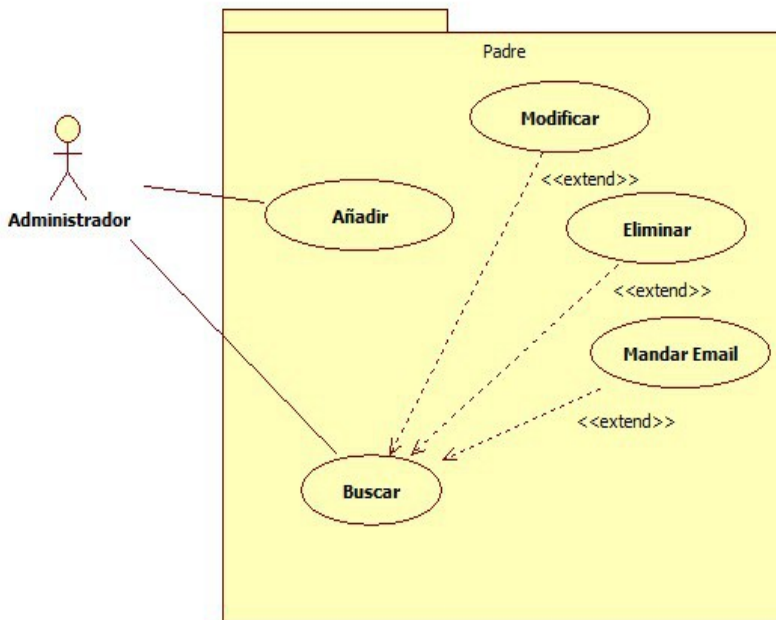 Padre
Modificar
<<extend>>
Añadir
Administrador
Eliminar
<<extend>>
Mandar Email
<<extend>>
Buscar